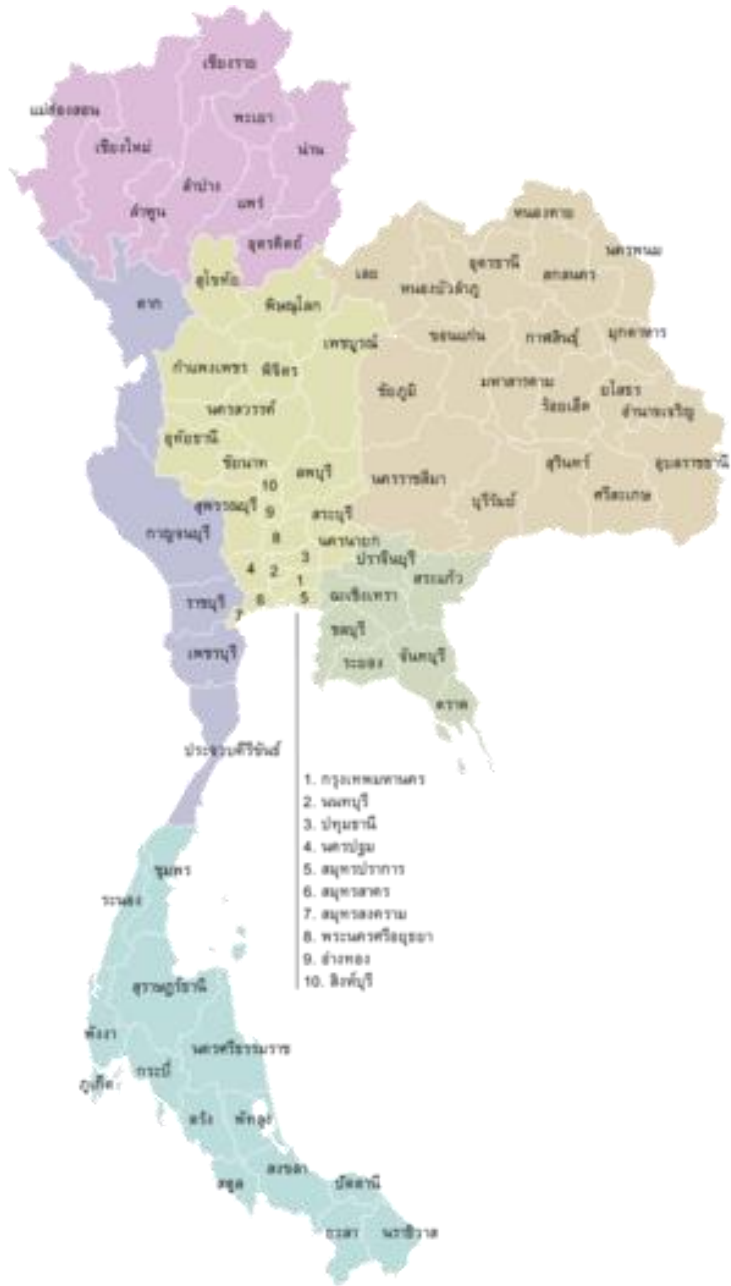 เชียงราย
แม่ฮ่องสอน
พะเยา
เชียงใหม่
น่าน
ลำปาง
แพร่
ลำพูน
อุตรดิตถ์
สุโขทัย
ตาก
พิษณุโลก
เพชรบูรณ์
กำแพงเพชร
พิจิตร
นครสวรรค์
อุทัยธานี
ชัยนาท
ลพบุรี
10
สุพรรณบุรี
9
สระบุรี
8
นครนายก
3
4
2
1
6
5
7
หนองคาย
นครพนม
อุดรธานี
สกลนคร
เลย
หนองบัวลำภู
ขอนแก่น
กาฬสินธุ์
มุกดาหาร
ชัยภูมิ
มหาสารคาม
ยโสธร
ร้อยเอ็ด
อำนาจเจริญ
นครราชสีมา
สุรินทร์
อุบลราชธานี
บุรีรัมย์
ศรีสะเกษ
กาญจนบุรี
ราชบุรี
เพชรบุรี
ประจวบคีรีขันธ์
ปราจีนบุรี
สระแก้ว
ฉะเชิงเทรา
ชลบุรี
ระยอง
จันทบุรี
ตราด
1. กรุงเทพมหานคร
2. นนทบุรี
3. ปทุมธานี
4. นครปฐม
5. สมุทรปราการ
6. สมุทรสาคร
7. สมุทรสงคราม
8. พระนครศรีอยุธยา
9. อ่างทอง
10. สิงห์บุรี
ชุมพร
ระนอง
สุราษฎร์ธานี
พังงา
นครศรีธรรมราช
กระบี่
ภูเก็ต
ตรัง
พัทลุง
สงขลา
สตูล
ปัตตานี
ยะลา
นราธิวาส